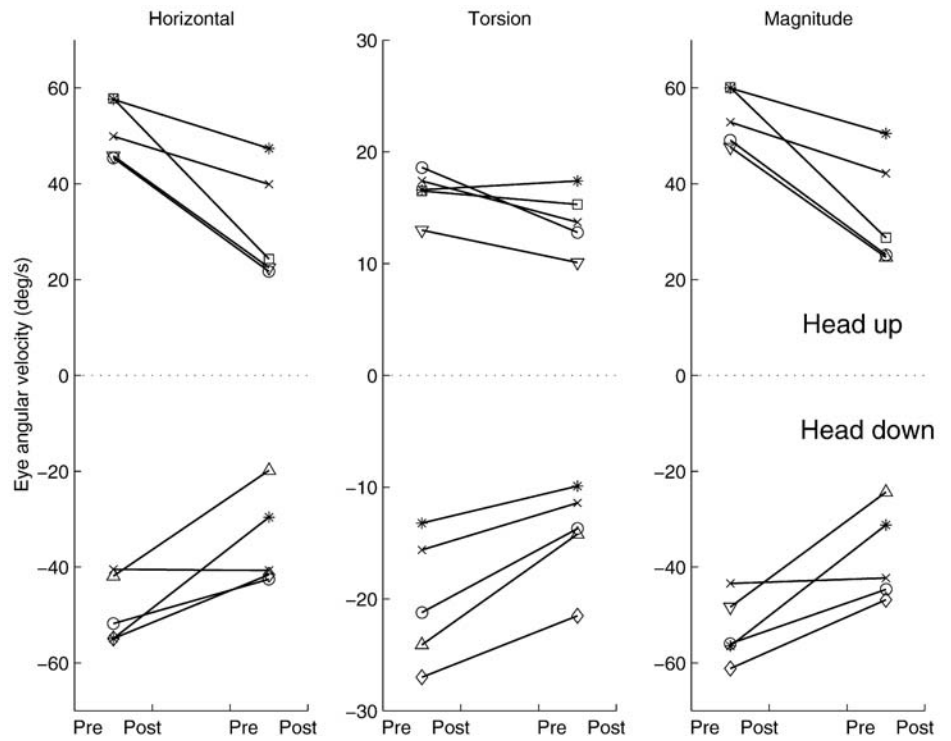 Horizontal
Torsion
Magnitude
Eye angular velocity (deg/s)
60
40
20
0
−20
−40
−60
30
20
10
0
−10
−20
−30
60
40
20
0
−20
−40
−60
Head up
Head down
Pre Post Pre Post
Pre Post Pre Post
Pre Post Pre Post